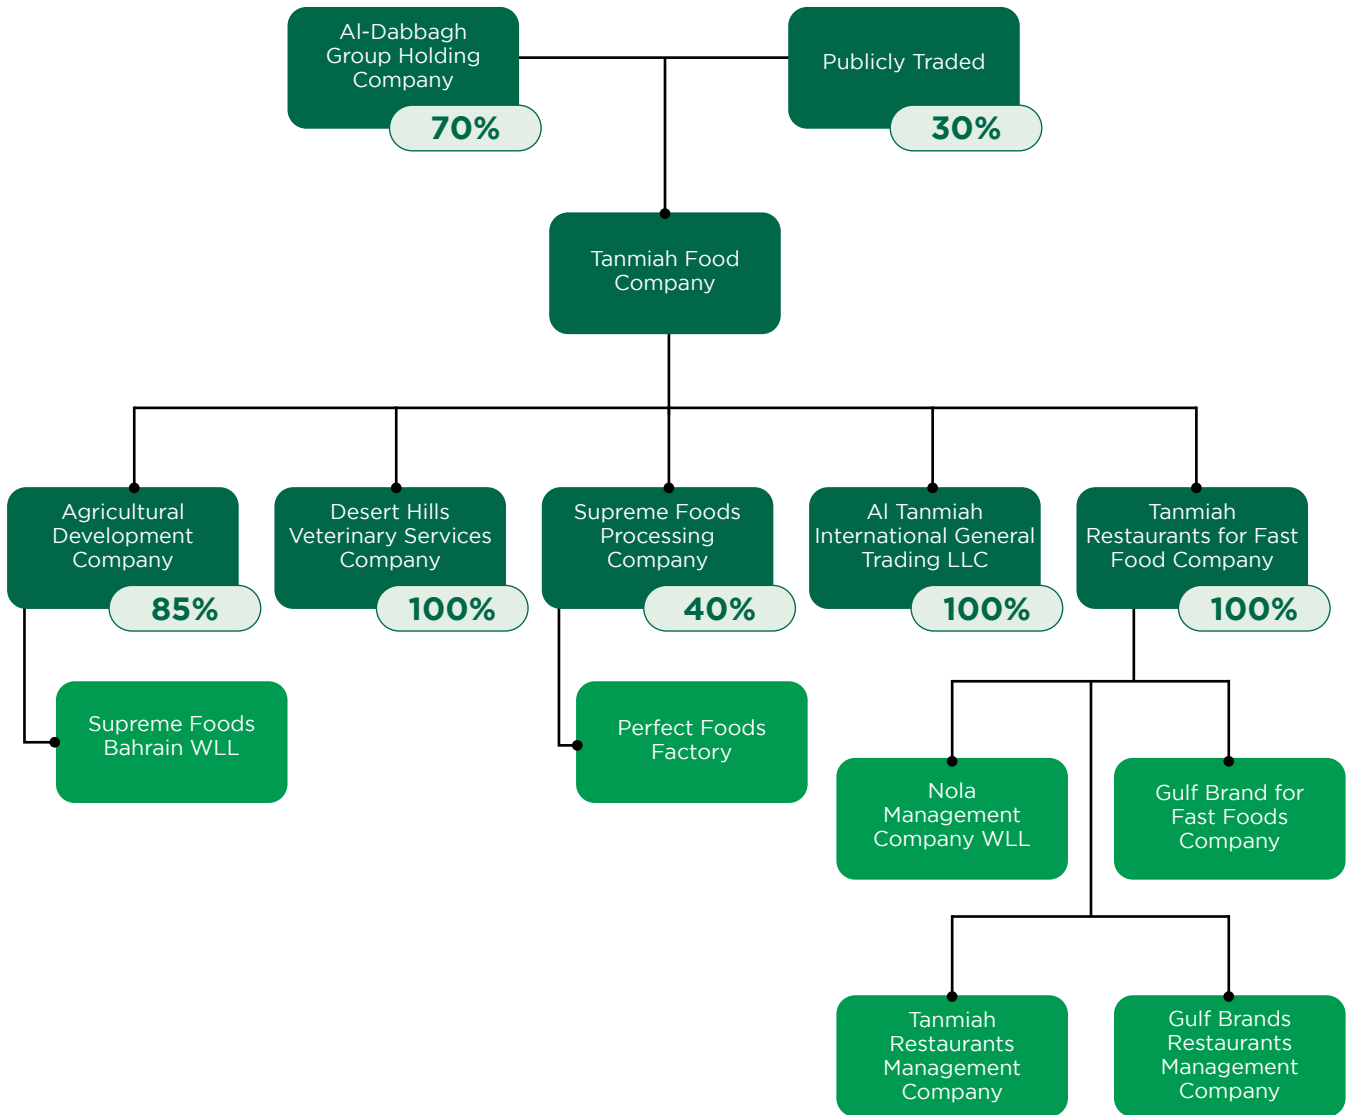 Al-Dabbagh
Group Holding
Company
70%
Publicly Traded
30%
Tanmiah Food
Company
Agricultural
Development
Company
85%
Desert Hills
Veterinary Services
Company
100%
Supreme Foods
Processing
Company
40%
Al Tanmiah
International General
Trading LLC
100%
Tanmiah
Restaurants for Fast
Food Company
100%
Supreme Foods
Bahrain WLL
Perfect Foods
Factory
Nola
Management
Company WLL
Gulf Brand for
Fast Foods
Company
Tanmiah
Restaurants
Management
Company
Gulf Brands
Restaurants
Management
Company